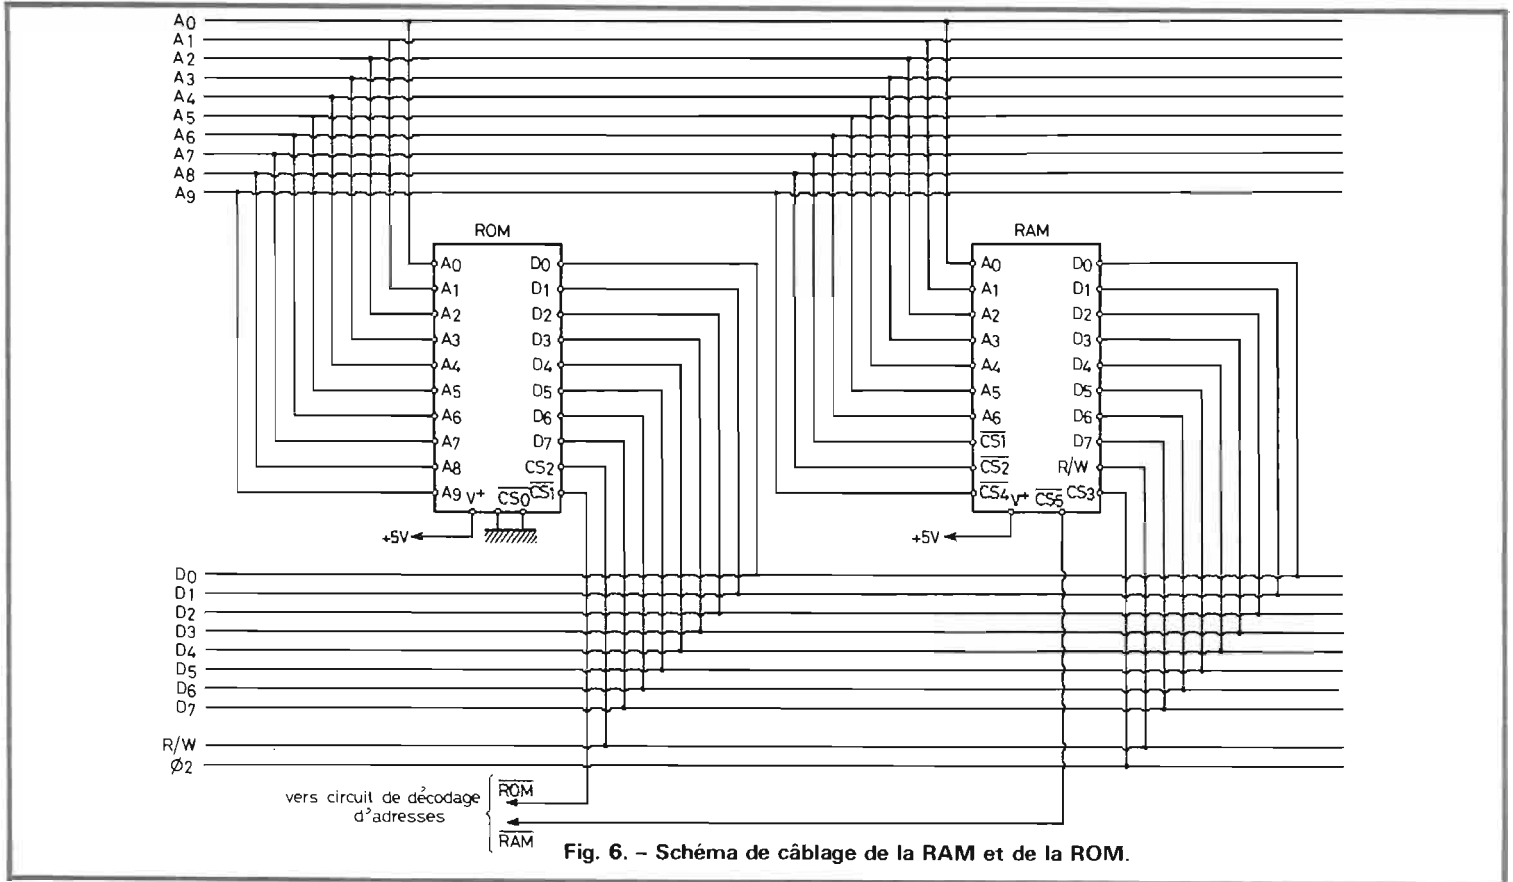 A0
A1
A2
A3
A4
A5
A6
A7
A8
A9
ROM
A0 D0
A1 D1
A2 D2
A3 D3
A4 D4
A5 D5
A6 D6
A7 D7
A8 CS2
A9 V+ CS0 CS1
+5V
RAM
A0 D0
A1 D1
A2 D2
A3 D3
A4 D4
A5 D5
A6 D6
CS1 D7
CS2 R/W
CS4 V+ CS5 CS3
+5V
D0
D1
D2
D3
D4
D5
D6
D7
R/W
Ø2
vers circuit de décodage
d'adresses
ROM
RAM
Fig. 6. – Schéma de câblage de la RAM et de la ROM.